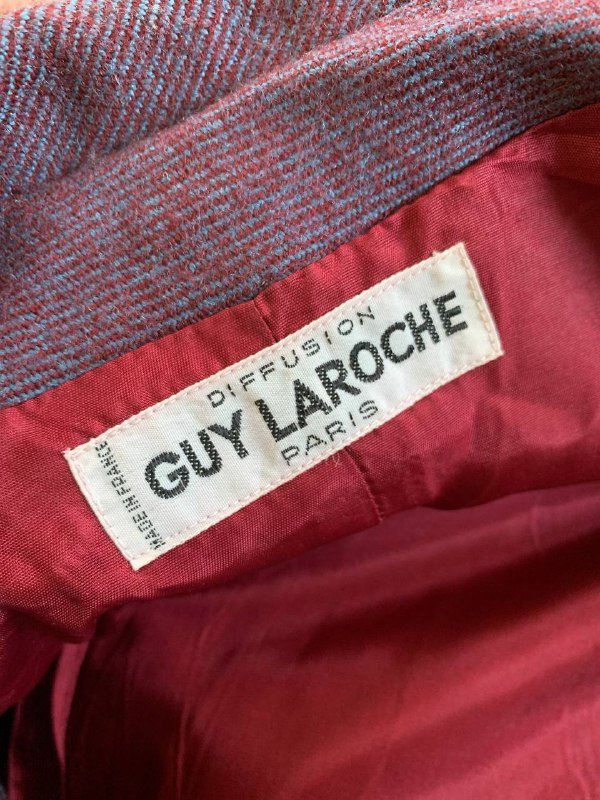 DIFFUSION
GUY LAROCHE
PARIS
MADE IN FRANCE